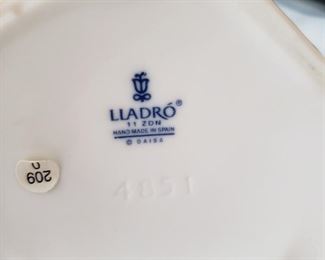 LLADRÓ®
11 ZDN
HAND MADE IN SPAIN
© DAISA
4851
209